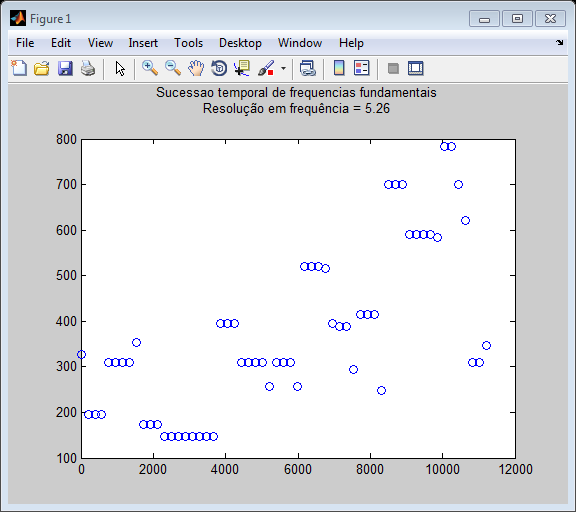 Figure 1
File Edit View Insert Tools Desktop Window Help
Sucessao temporal de frequencias fundamentais
Resolução em frequência = 5.26
800
700
600
500
400
300
200
100
0 2000 4000 6000 8000 10000 12000